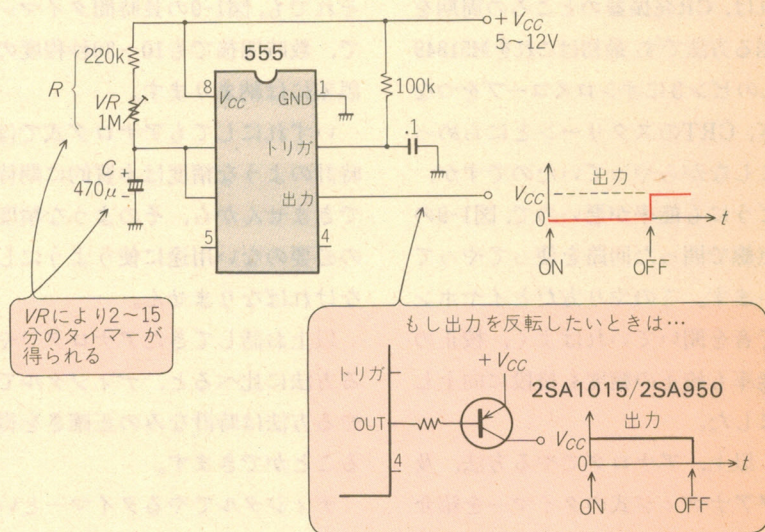 +VCC
5~12V
220k
R
VR
1M
C
+
470μ
−
555
8
VCC
1
GND
トリガ
出力
5
4
100k
.1
出力
VCC
0
t
ON
OFF
VRにより2~15
分のタイマーが
得られる
もし出力を反転したいときは…
+VCC
トリガ
OUT
4
2SA1015/2SA950
出力
VCC
0
t
ON
OFF